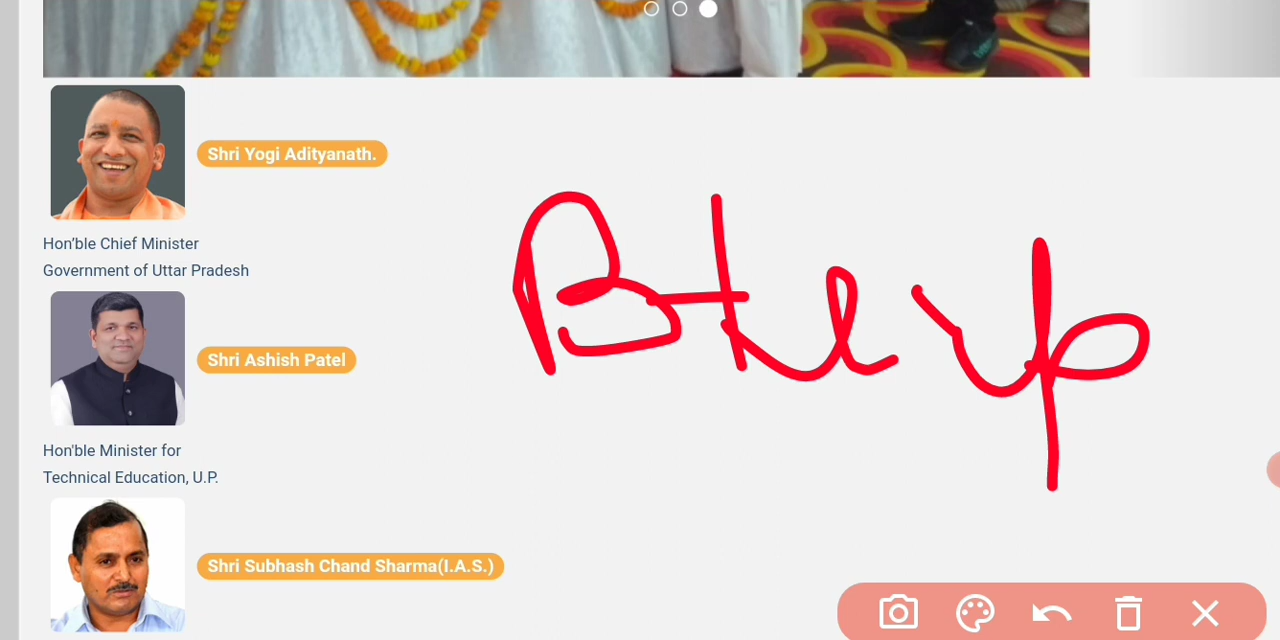 Shri Yogi Adityanath.
Hon'ble Chief Minister
Government of Uttar Pradesh
Bteup
Shri Ashish Patel
Hon'ble Minister for
Technical Education, U.P.
Shri Subhash Chand Sharma(I.A.S.)